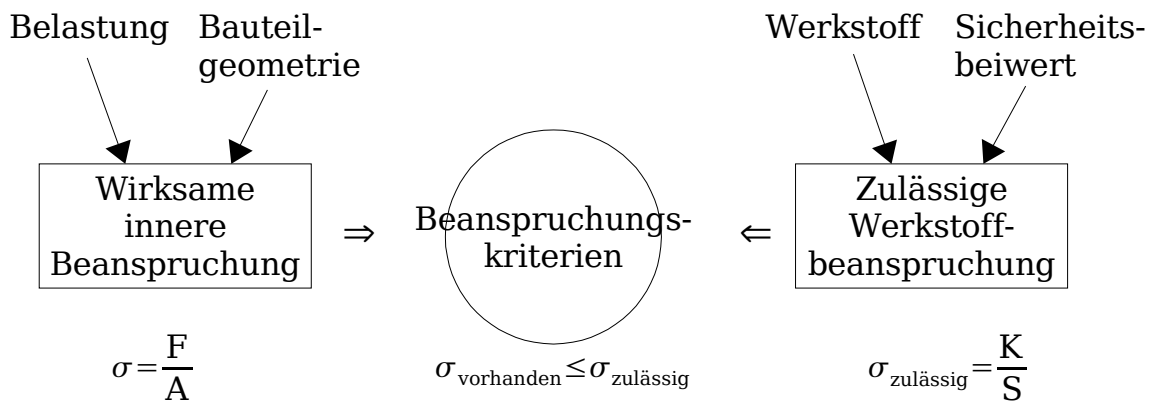 Belastung
Bauteil-
geometrie
Werkstoff
Sicherheits-
beiwert
Wirksame
innere
Beanspruchung
⇒
Beanspruchungs-
kriterien
⇐
Zulässige
Werkstoff-
beanspruchung
σ=F/A
σvorhanden≤σzulässig
σzulässig=K/S